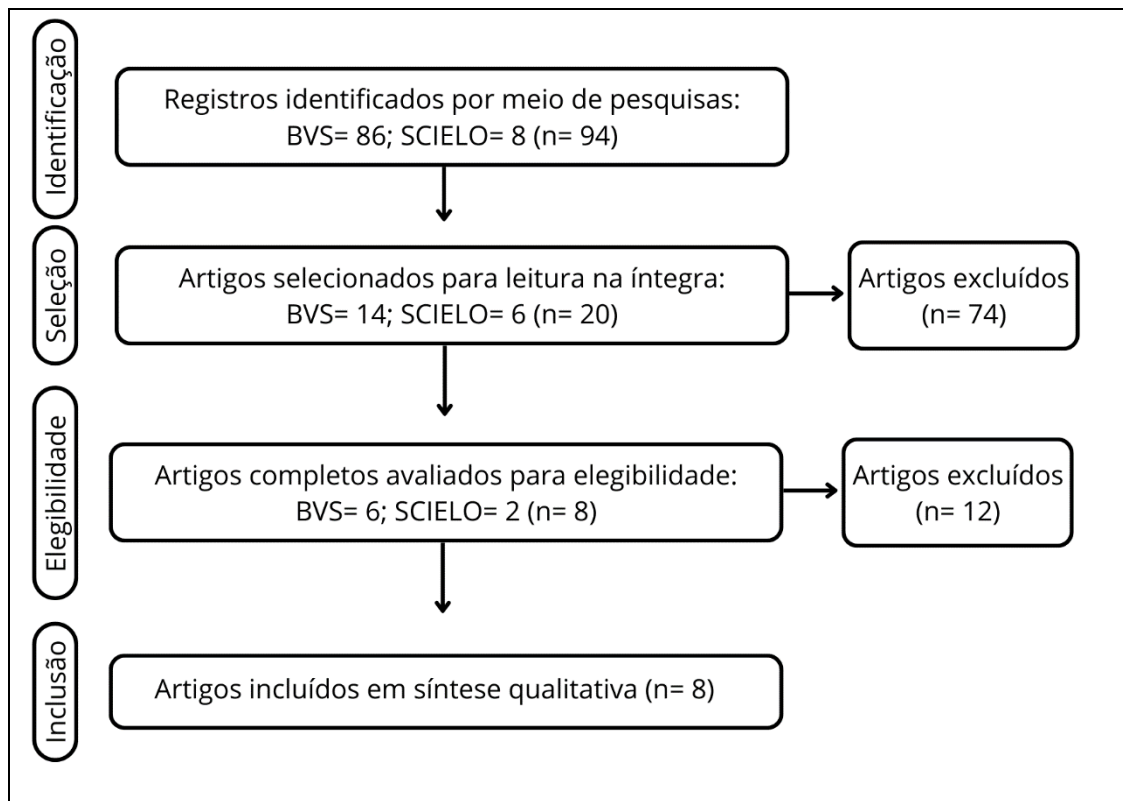 Identificação
Registros identificados por meio de pesquisas:
BVS= 86; SCIELO= 8 (n= 94)
Seleção
Artigos selecionados para leitura na íntegra:
BVS= 14; SCIELO= 6 (n= 20)
Artigos excluídos
(n= 74)
Elegibilidade
Artigos completos avaliados para elegibilidade:
BVS= 6; SCIELO= 2 (n= 8)
Artigos excluídos
(n= 12)
Inclusão
Artigos incluídos em síntese qualitativa (n= 8)